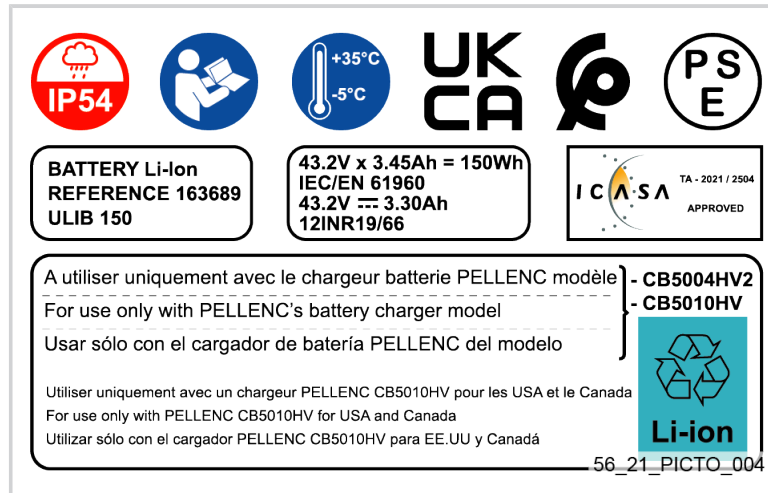 IP54
+35°C
-5°C
UK
CA
PS
E
BATTERY Li-Ion
REFERENCE 163689
ULIB 150
43.2V x 3.45Ah = 150Wh
IEC/EN 61960
43.2V ⎓ 3.30Ah
12INR19/66
ICASA
TA - 2021 / 2504
APPROVED
A utiliser uniquement avec le chargeur batterie PELLENC modèle
For use only with PELLENC's battery charger model
Usar sólo con el cargador de batería PELLENC del modelo
- CB5004HV2
- CB5010HV
Utiliser uniquement avec un chargeur PELLENC CB5010HV pour les USA et le Canada
For use only with PELLENC CB5010HV for USA and Canada
Utilizar sólo con el cargador PELLENC CB5010HV para EE.UU y Canadá
Li-ion
56_21_PICTO_004